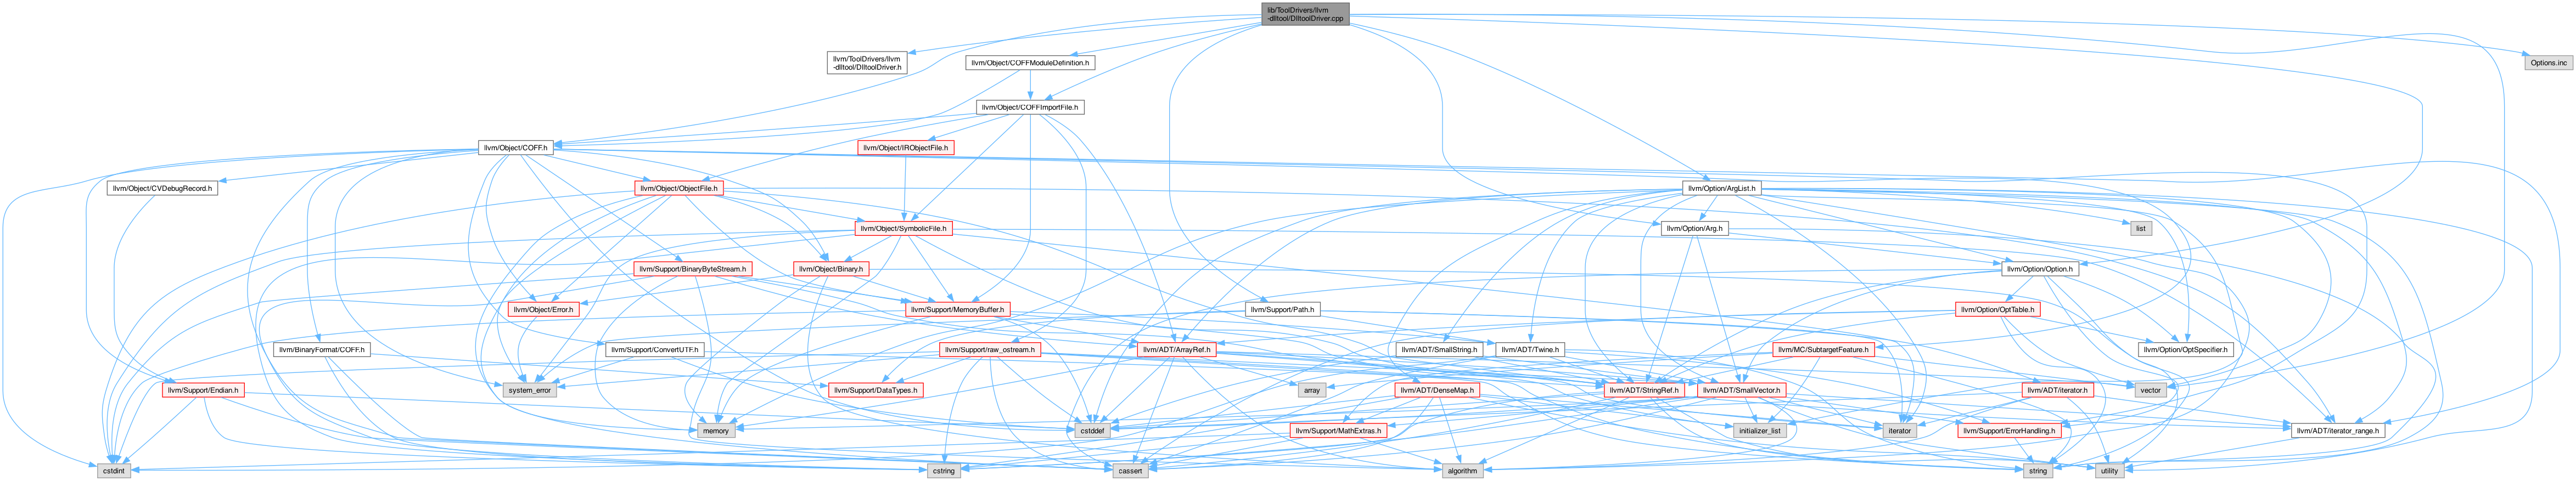 lib/ToolDrivers/llvm
-dlltool/DlltoolDriver.cpp
llvm/ToolDrivers/llvm
-dlltool/DlltoolDriver.h
llvm/Object/COFFModuleDefinition.h
Options.inc
llvm/Object/COFFImportFile.h
llvm/Object/COFF.h
llvm/Object/IRObjectFile.h
llvm/Object/CVDebugRecord.h
llvm/Object/ObjectFile.h
llvm/Option/ArgList.h
llvm/Object/SymbolicFile.h
llvm/Option/Arg.h
list
llvm/Support/BinaryByteStream.h
llvm/Object/Binary.h
llvm/Option/Option.h
llvm/Object/Error.h
llvm/Support/MemoryBuffer.h
llvm/Support/Path.h
llvm/Option/OptTable.h
llvm/BinaryFormat/COFF.h
llvm/Support/ConvertUTF.h
llvm/Support/raw_ostream.h
llvm/ADT/ArrayRef.h
llvm/ADT/SmallString.h
llvm/ADT/Twine.h
llvm/MC/SubtargetFeature.h
llvm/Option/OptSpecifier.h
llvm/Support/Endian.h
system_error
llvm/Support/DataTypes.h
array
llvm/ADT/DenseMap.h
llvm/ADT/StringRef.h
llvm/ADT/SmallVector.h
llvm/ADT/iterator.h
vector
memory
cstddef
llvm/Support/MathExtras.h
initializer_list
iterator
llvm/Support/ErrorHandling.h
llvm/ADT/iterator_range.h
cstdint
cstring
cassert
algorithm
string
utility